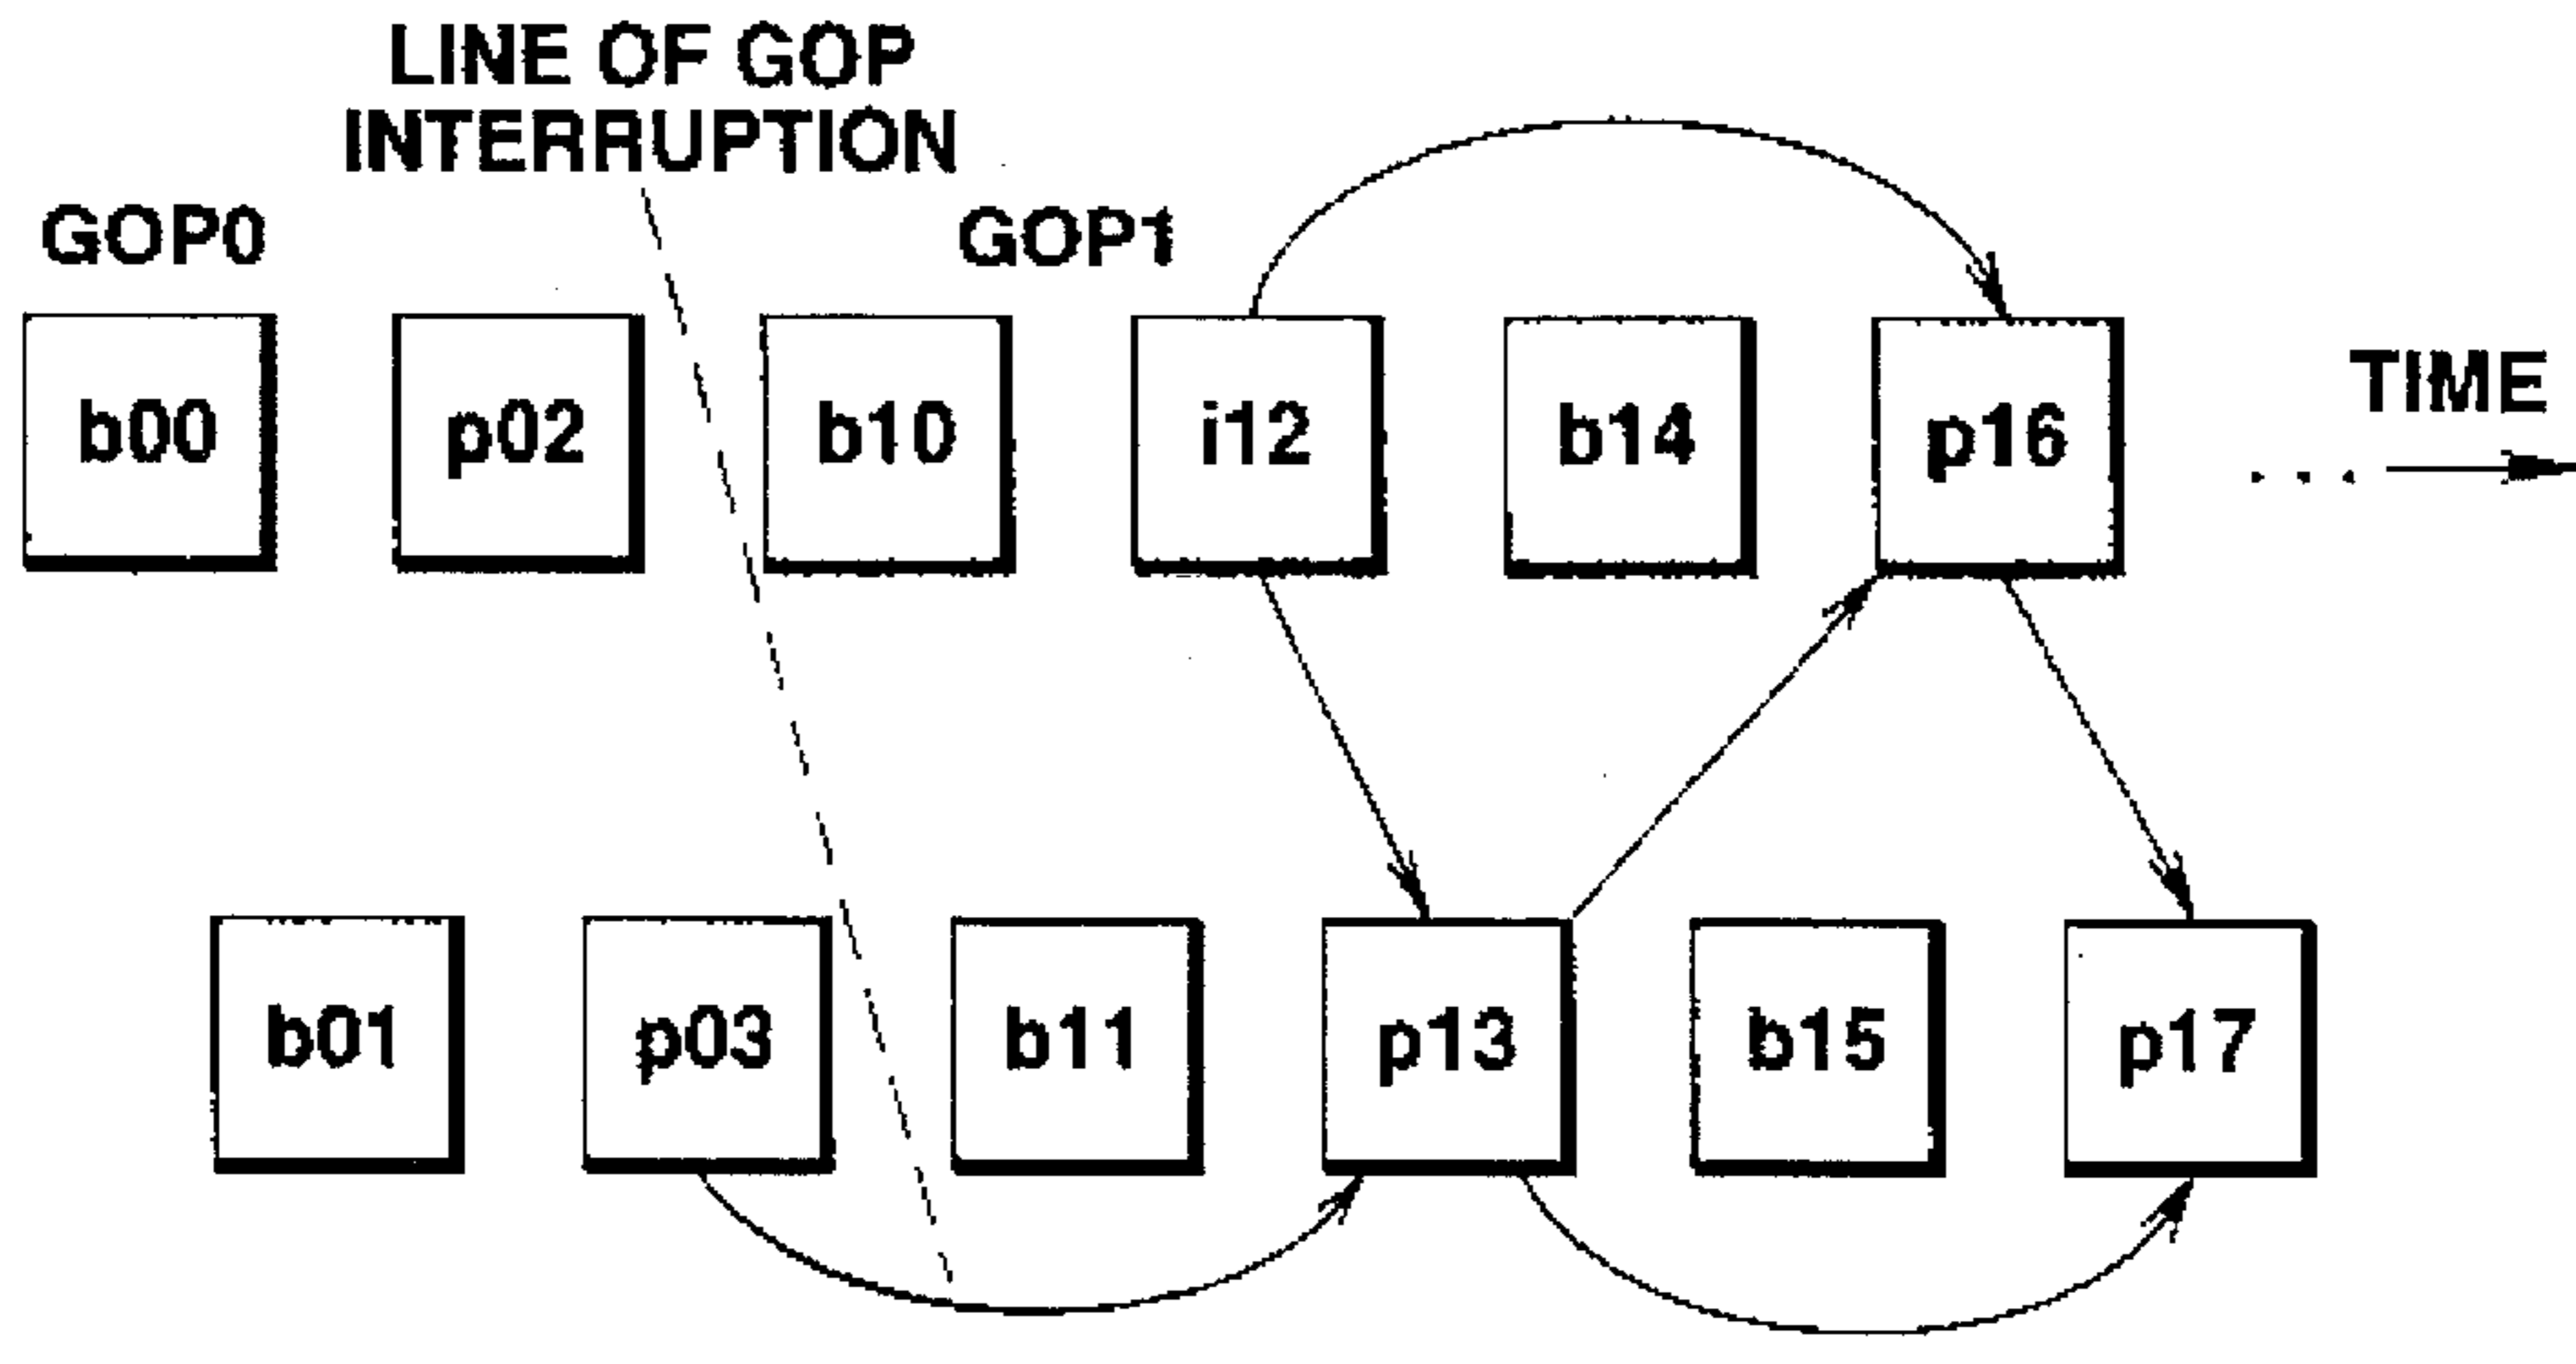 LINE OF GOP
INTERRUPTION
GOP0
GOP1
b00
p02
b10
i12
b14
p16
TIME
...
b01
p03
b11
p13
b15
p17